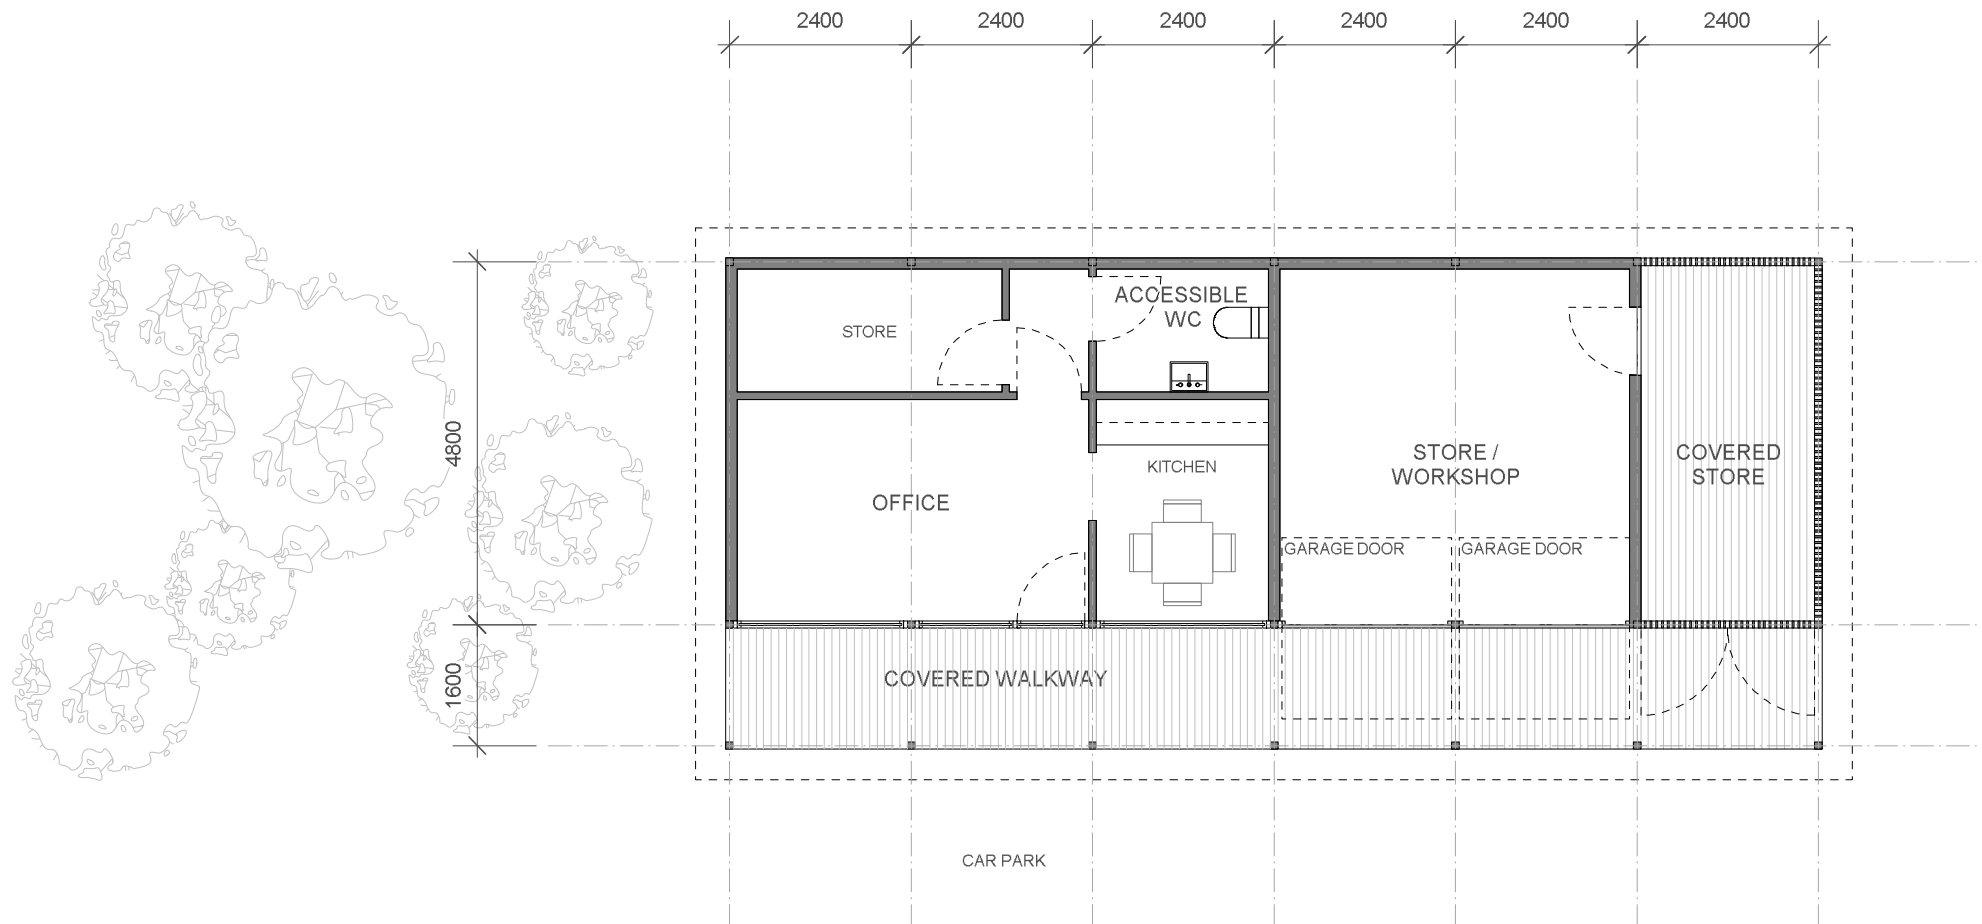 2400 2400 2400 2400 2400 2400
ACCESSIBLE
WC
STORE
4800
STORE /
WORKSHOP
COVERED
STORE
KITCHEN
OFFICE
GARAGE DOOR GARAGE DOOR
1600
COVERED WALKWAY
CAR PARK